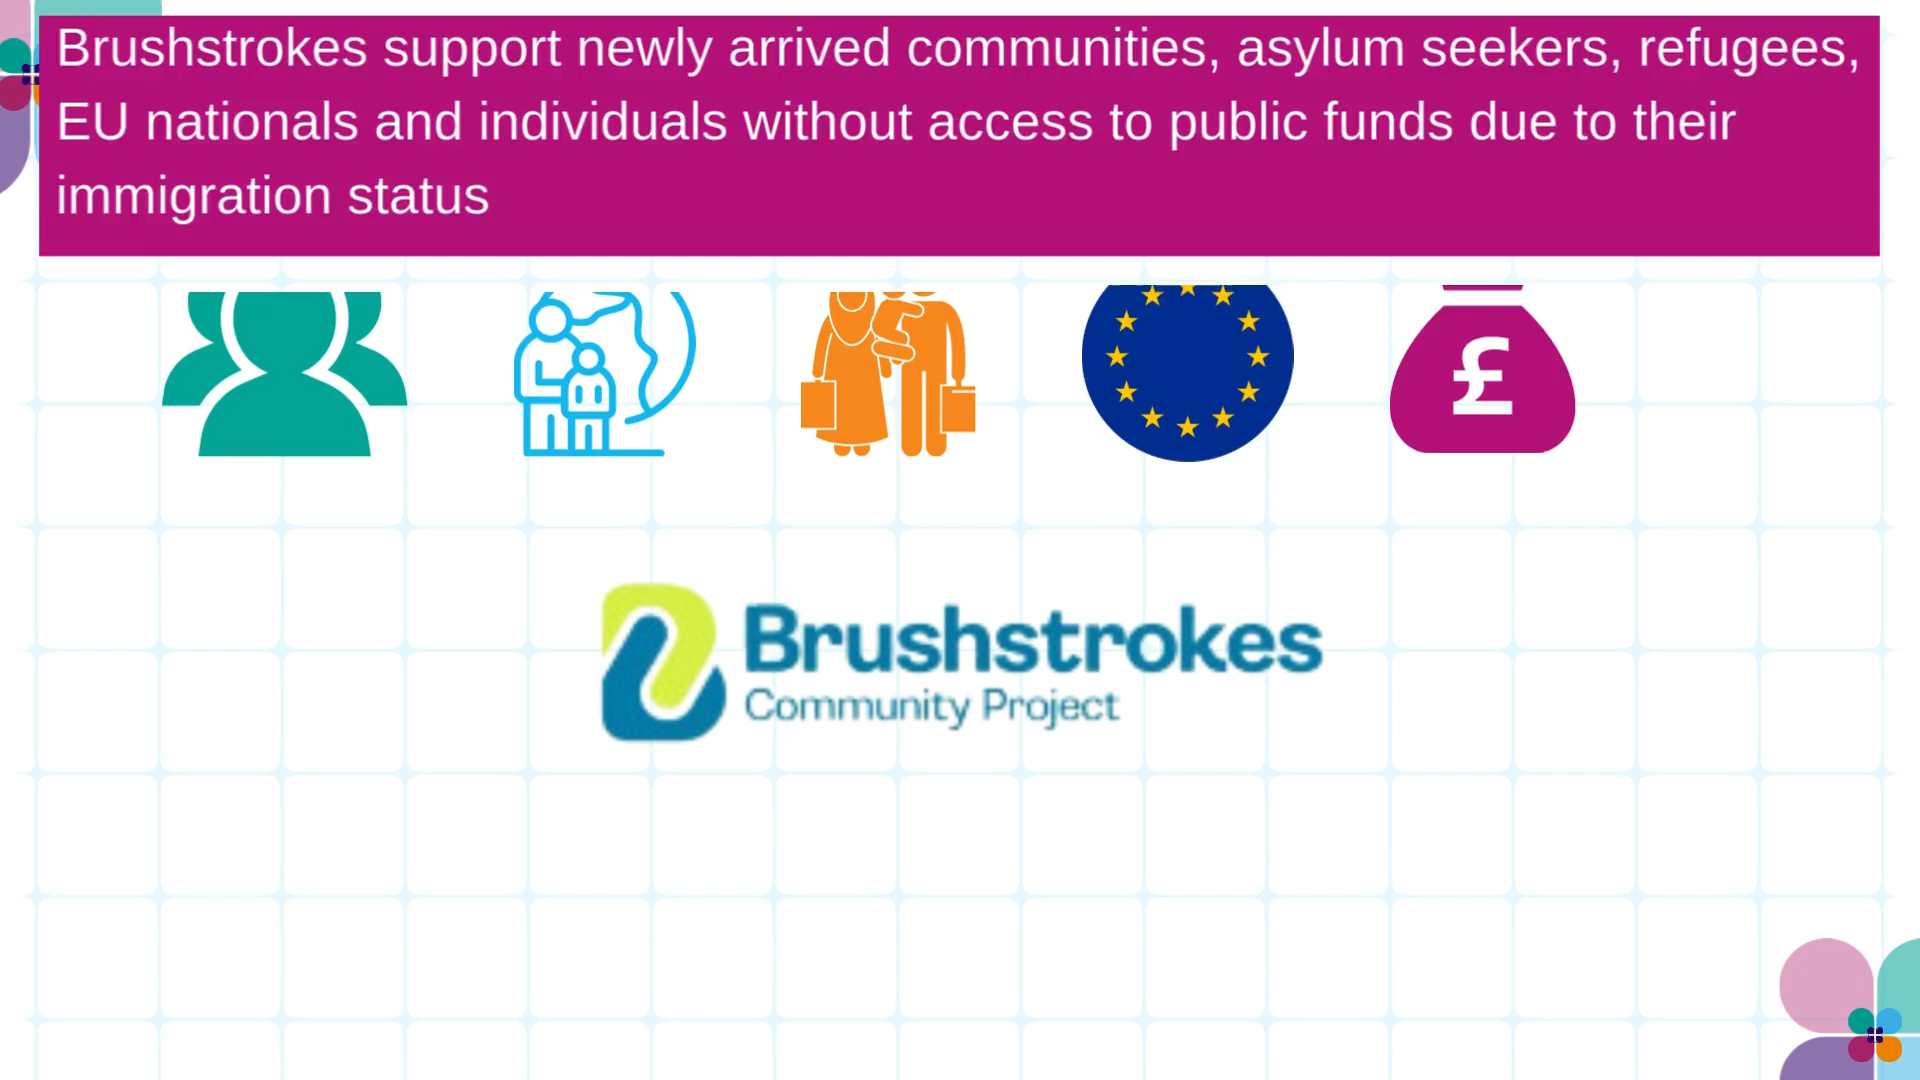 Brushstrokes support newly arrived communities, asylum seekers, refugees,
EU nationals and individuals without access to public funds due to their
immigration status
£
Brushstrokes
Community Project